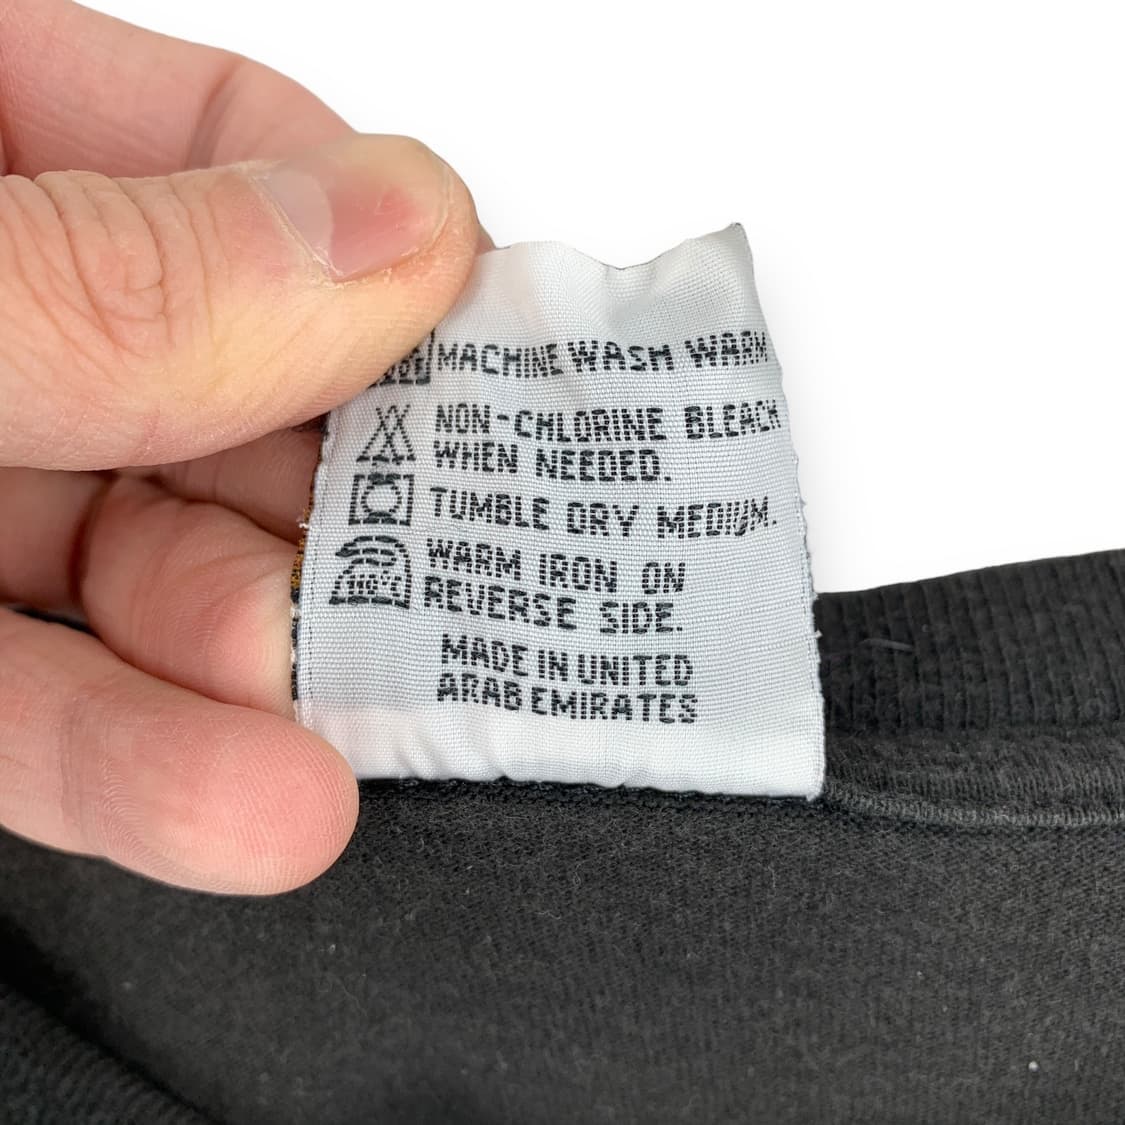 MACHINE WASH WARM
NON-CHLORINE BLEACH
WHEN NEEDED.
TUMBLE DRY MEDIUM.
WARM IRON ON
REVERSE SIDE.
MADE IN UNITED
ARAB EMIRATES